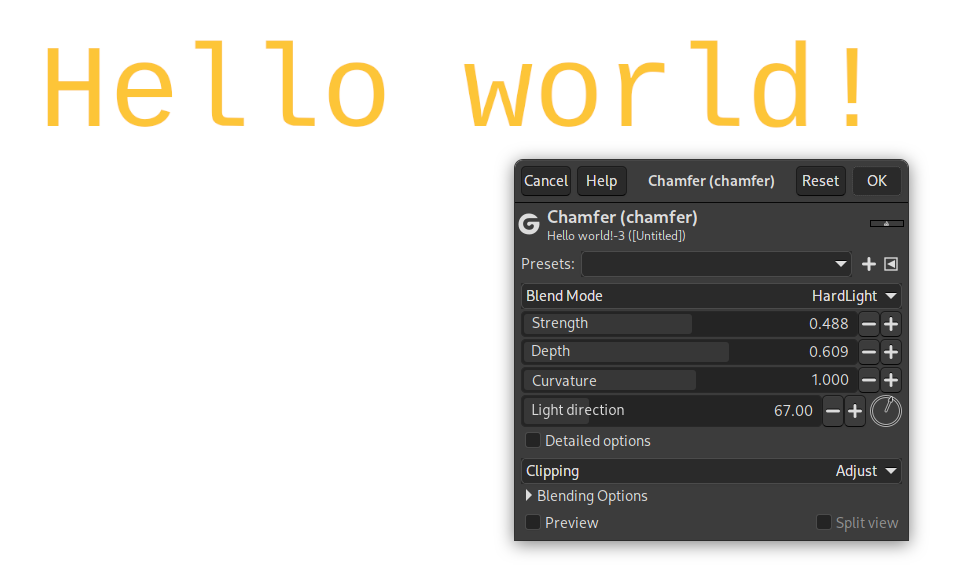 Hello world!
Cancel Help Chamfer (chamfer) Reset OK
Chamfer (chamfer)
Hello world!-3 ([Untitled])
Presets:
Blend Mode HardLight
Strength 0.488
Depth 0.609
Curvature 1.000
Light direction 67.00
Detailed options
Clipping Adjust
Blending Options
Preview Split view